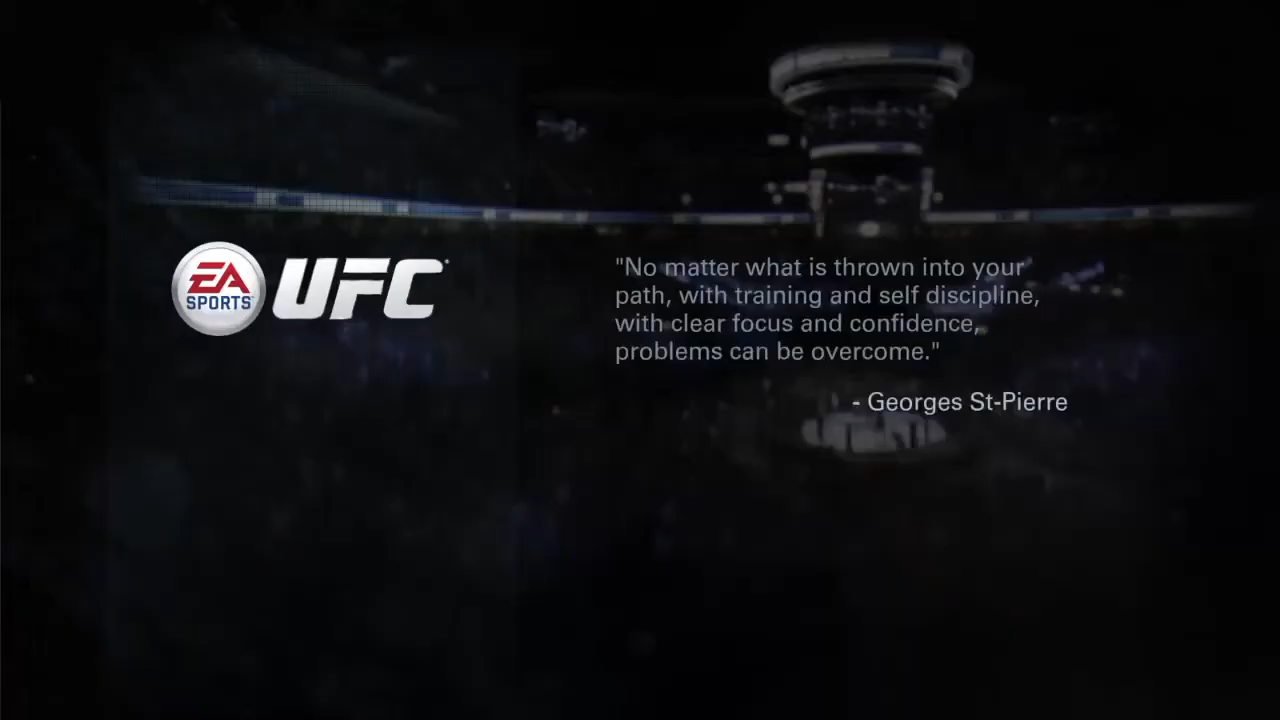 EA
SPORTS
UFC
"No matter what is thrown into your
path, with training and self discipline,
with clear focus and confidence,
problems can be overcome."
- Georges St-Pierre